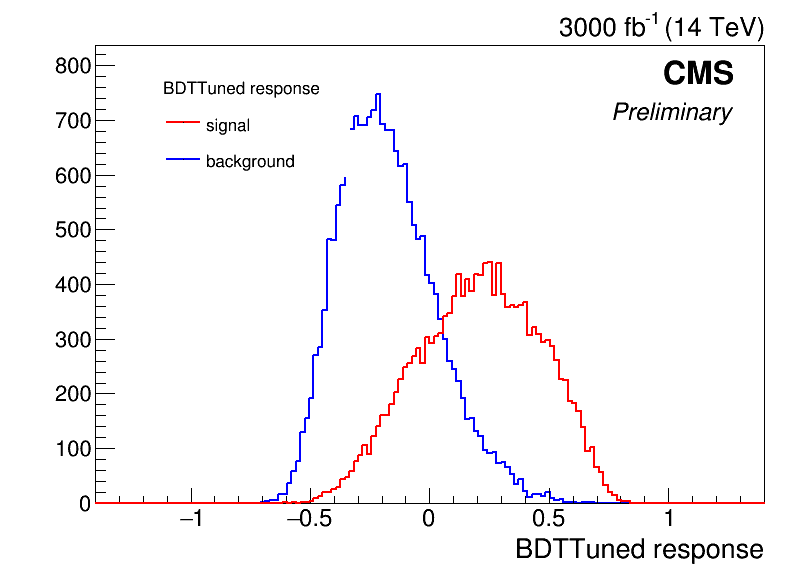 3000 fb-1 (14 TeV)
CMS
Preliminary
BDTTuned response
signal
background
800
700
600
500
400
300
200
100
0
−1 −0.5 0 0.5 1
BDTTuned response